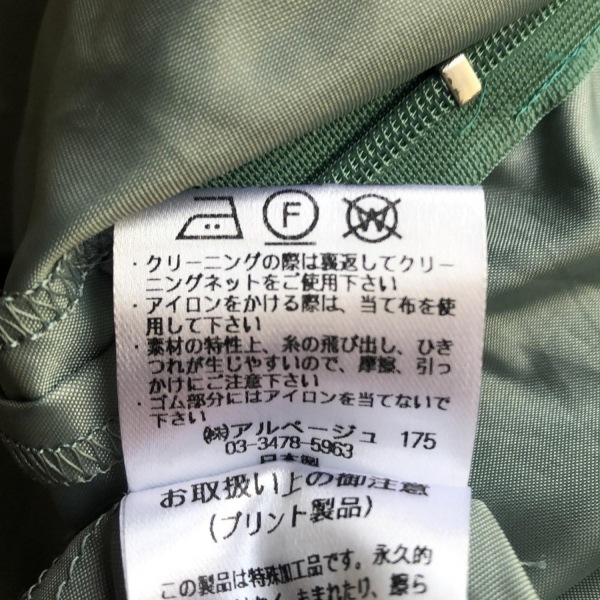 F W
・クリーニングの際は裏返してクリー
ニングネットをご使用下さい
・アイロンをかける際は、当て布を使
用して下さい
・素材の特性上、糸の飛び出し、ひき
つれが生じやすいので、摩擦、引っ
かけにご注意下さい
・ゴム部分にはアイロンを当てないで
下さい
㈱アルページュ 175
03-3478-5963
日本製
お取扱い上の御注意
(プリント製品)
この製品は特殊加工品です。永久的
まれたり、擦ら